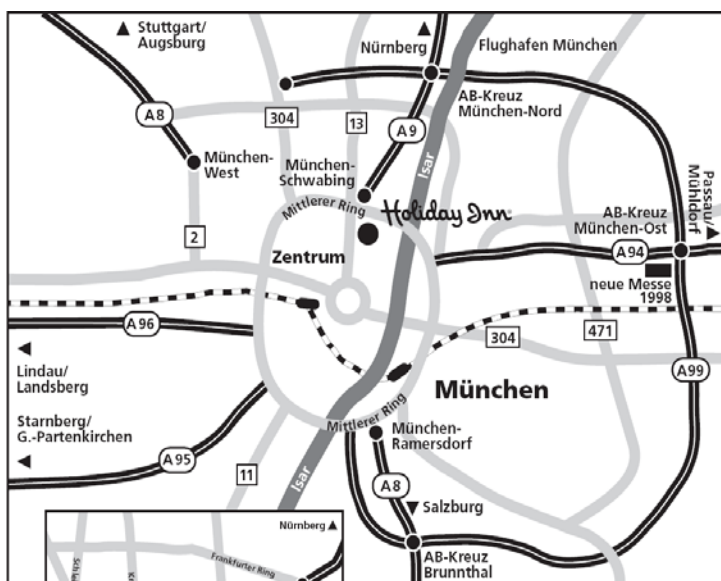 Stuttgart/
Augsburg
Nürnberg
Flughafen München
A8
304
13
A9
AB-Kreuz
München-Nord
München-
West
München-
Schwabing
Isar
Mittlerer Ring
Holiday Inn
Passau/
Mühldorf
AB-Kreuz
München-Ost
2
Zentrum
A94
neue Messe
1998
A96
304
471
Lindau/
Landsberg
A99
München
Starnberg/
G.-Partenkirchen
Mittlerer Ring
München-
Ramersdorf
A95
11
Isar
A8
Salzburg
Nürnberg
Frankfurter Ring
AB-Kreuz
Brunnthal